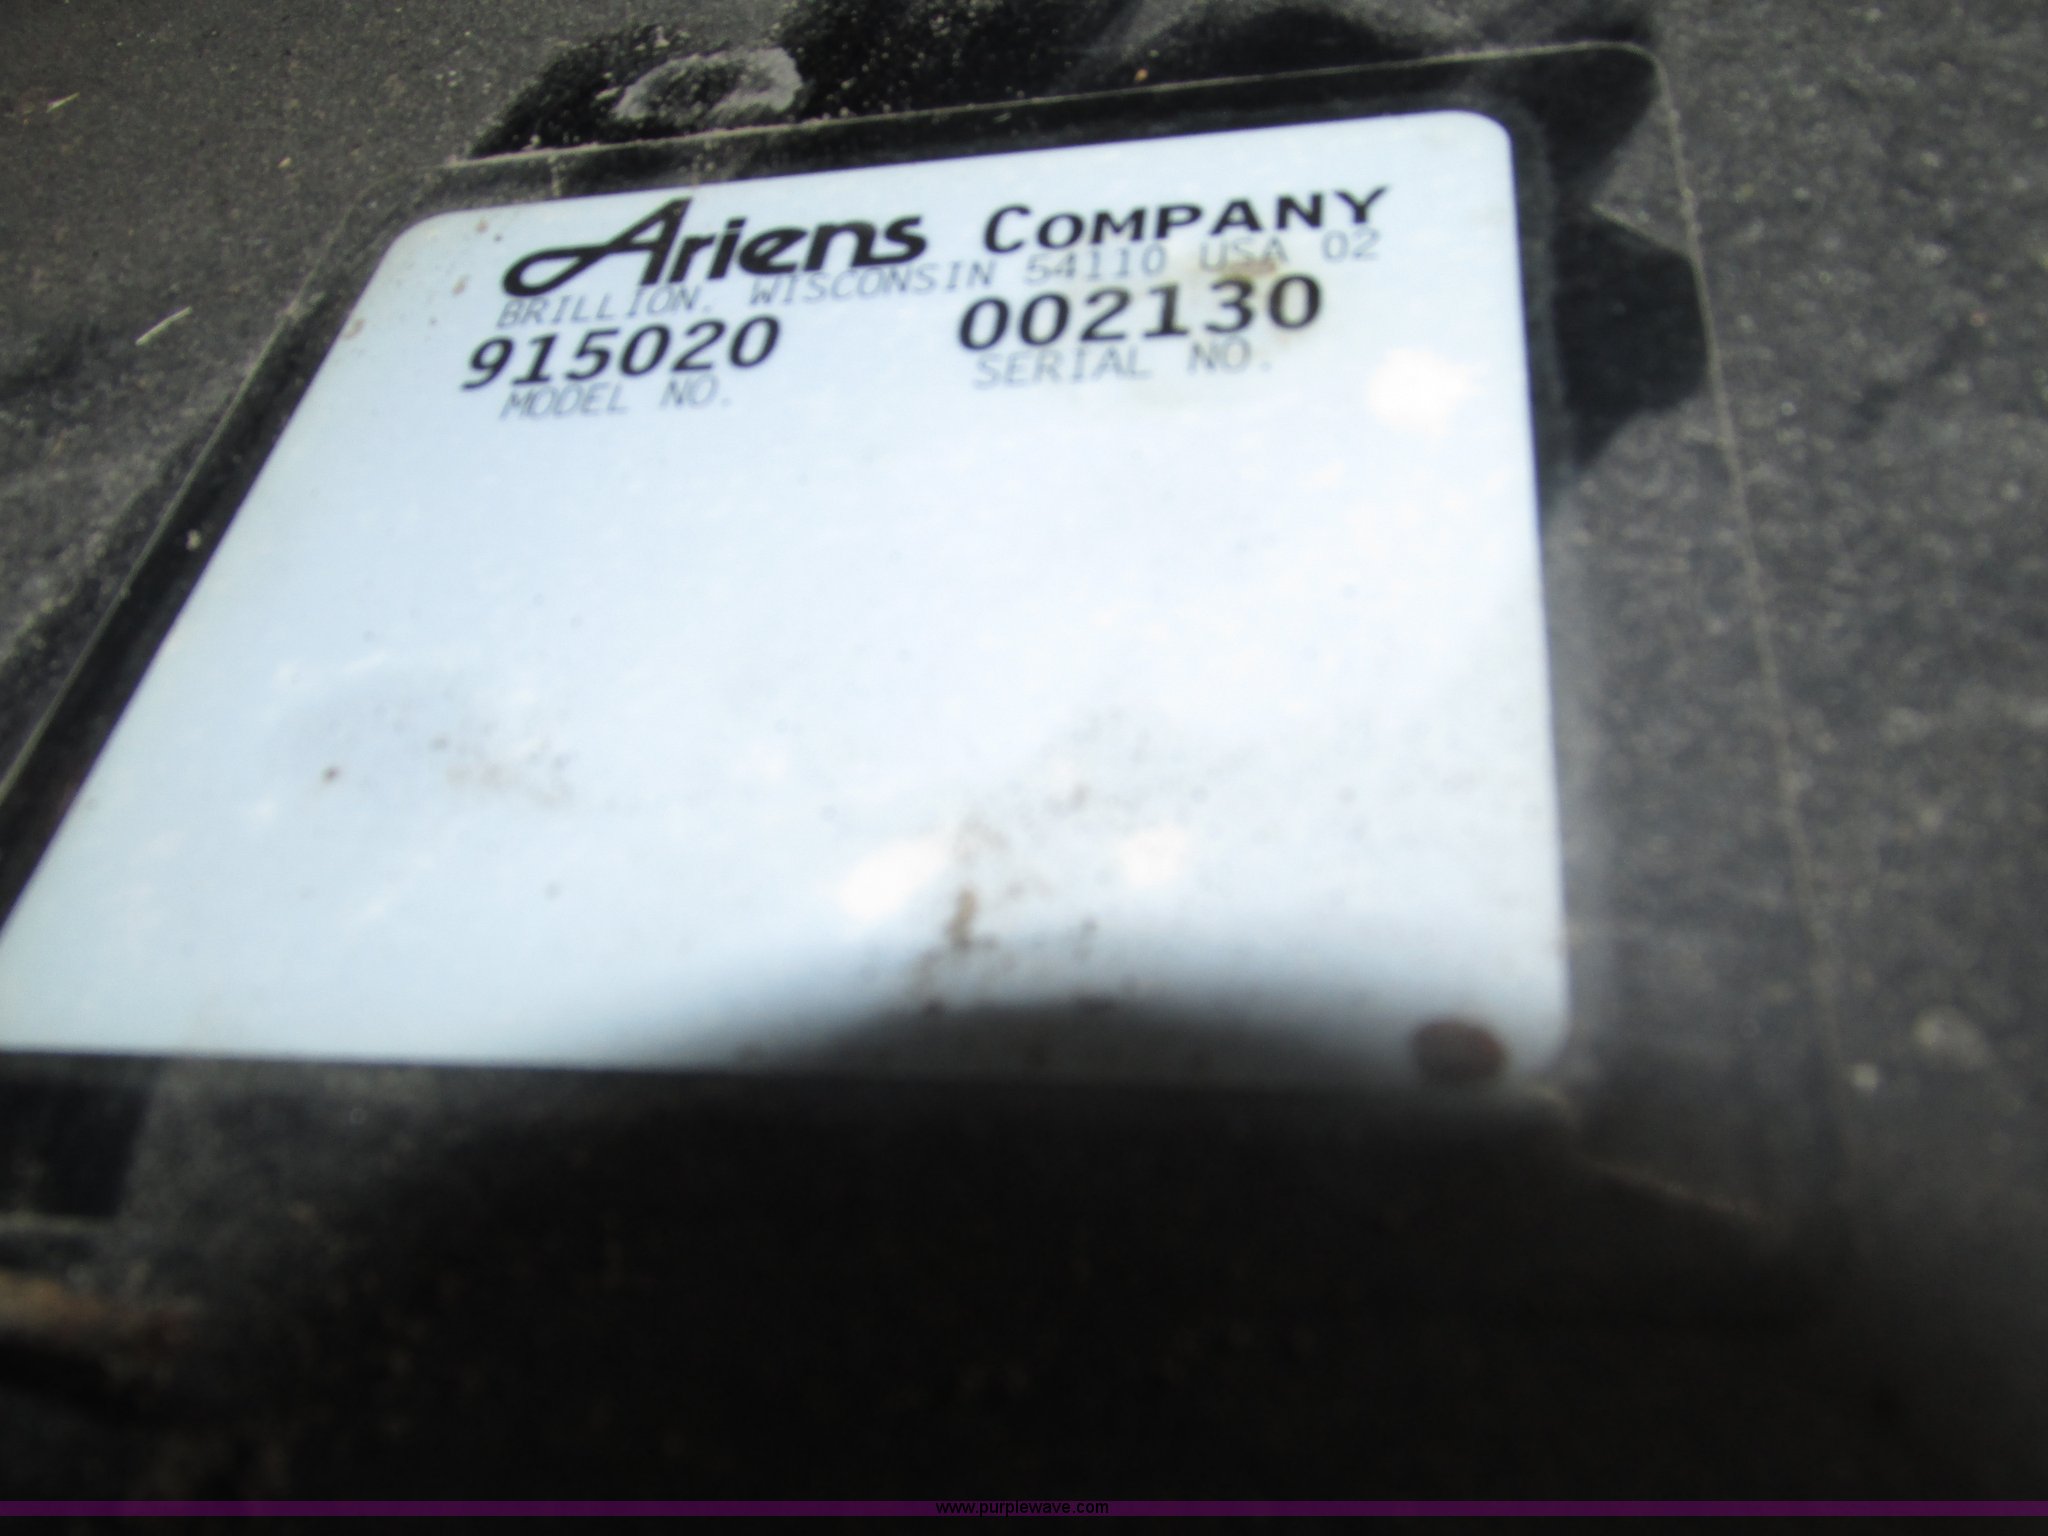 Ariens COMPANY
BRILLION, WISCONSIN 54110 USA 02
915020 002130
MODEL NO. SERIAL NO.
www.purplewave.com